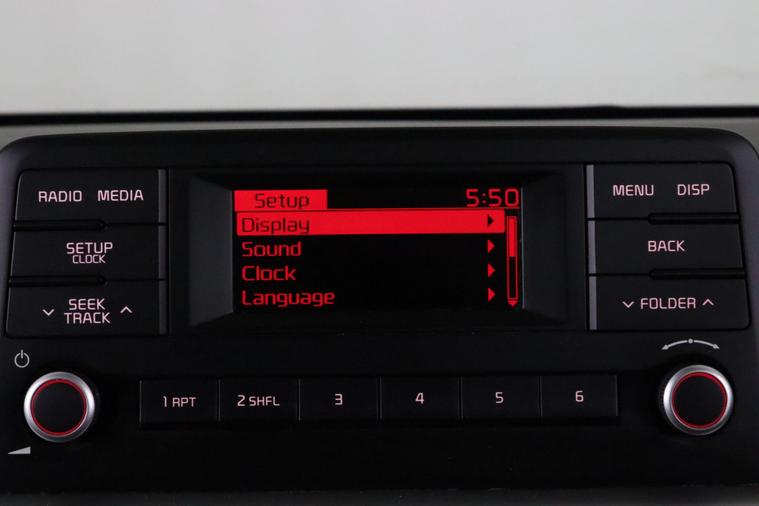 RADIO MEDIA
SETUP
CLOCK
SEEK
TRACK
Setup 5:50
Display
Sound
Clock
Language
MENU DISP
BACK
FOLDER
1 RPT 2 SHFL 3 4 5 6